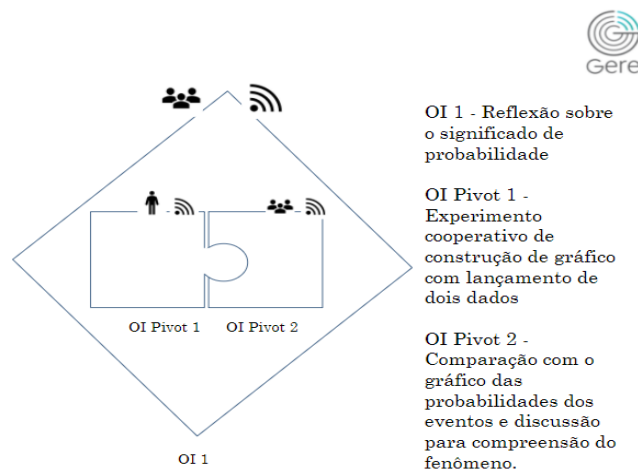 Gere
OI 1 - Reflexão sobre
o significado de
probabilidade
OI Pivot 1 -
Experimento
cooperativo de
construção de gráfico
com lançamento de
dois dados
OI Pivot 2 -
Comparação com o
gráfico das
probabilidades dos
eventos e discussão
para compreensão do
fenômeno.
OI Pivot 1
OI Pivot 2
OI 1